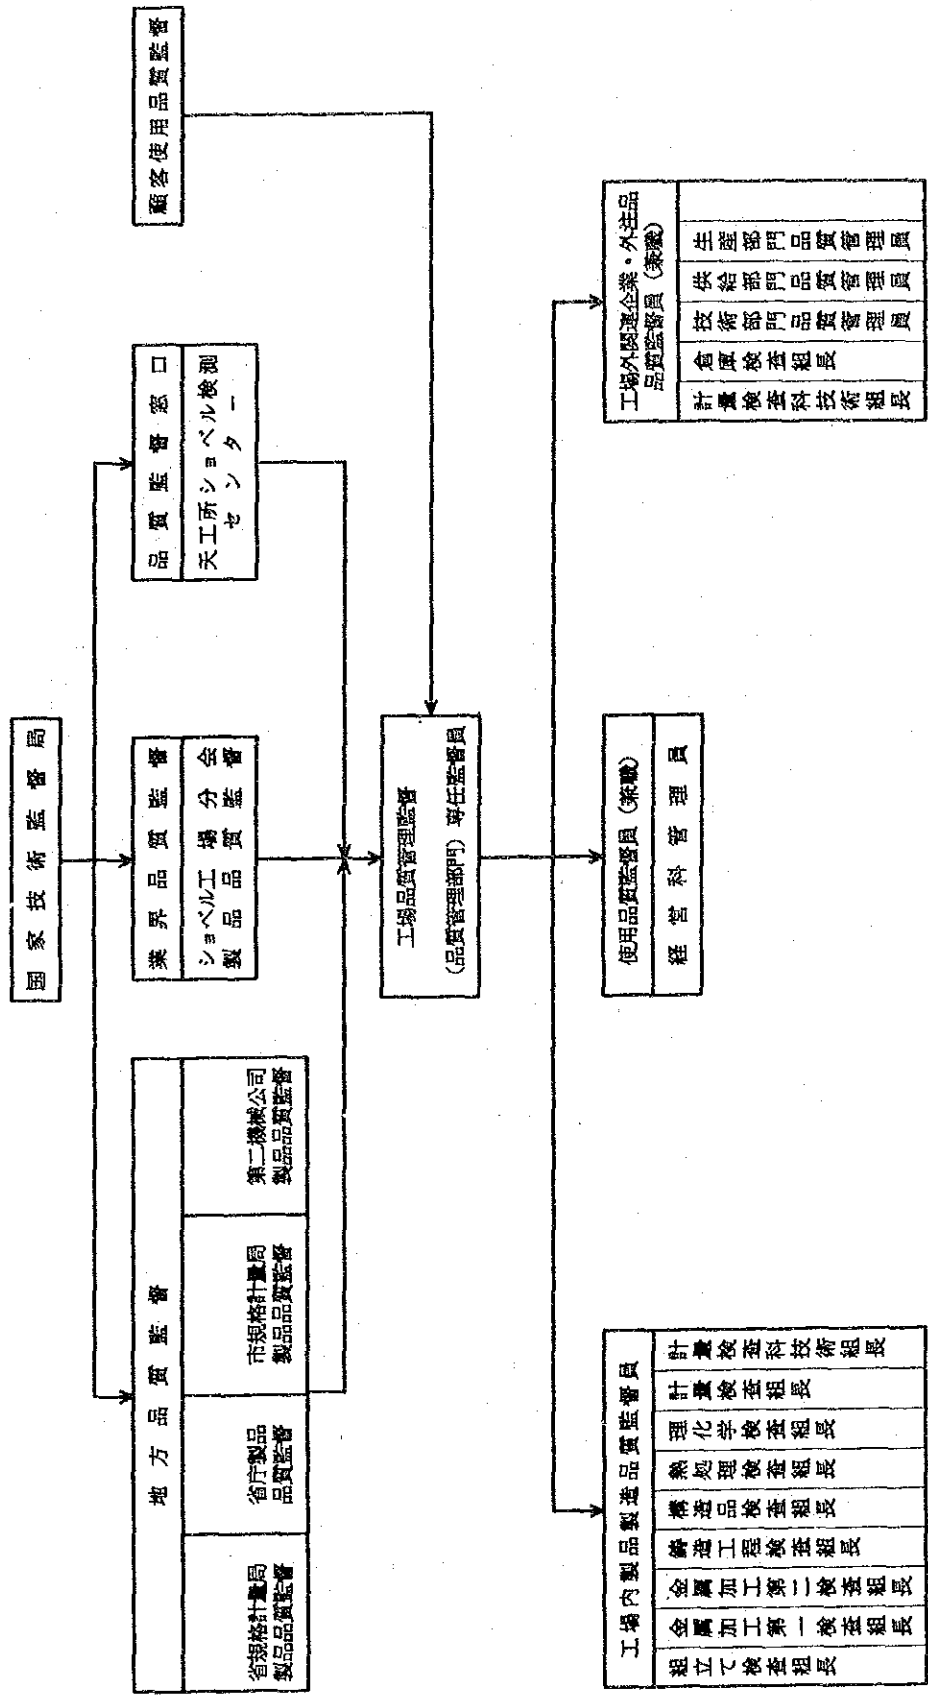 国家技術監督局
地方品質監督
省規格計量局
製品品質監督
省庁製品
品質監督
市規格計量局
製品品質監督
第二機械公司
製品品質監督
業界品質監督
ショベル工場分会
製品品質監督
品質監督窓口
天工所ショベル検測
センター
顧客使用品質監督
工場品質管理監督
(品質管理部門)専任監督員
工場内製品製造品質監督員
組立て検査組長
金属加工第一検査組長
金属加工第二検査組長
鋳造工程検査組長
構造品検査組長
熱処理検査組長
理化学検査組長
計量検査組長
計量検査科技術組長
使用品質監督員(兼職)
経営科管理員
工場外関連企業・外注品
品質監督員(兼職)
計量検査科技術組長
倉庫検査組長
技術部門品質管理員
供給部門品質管理員
生産部門品質管理員